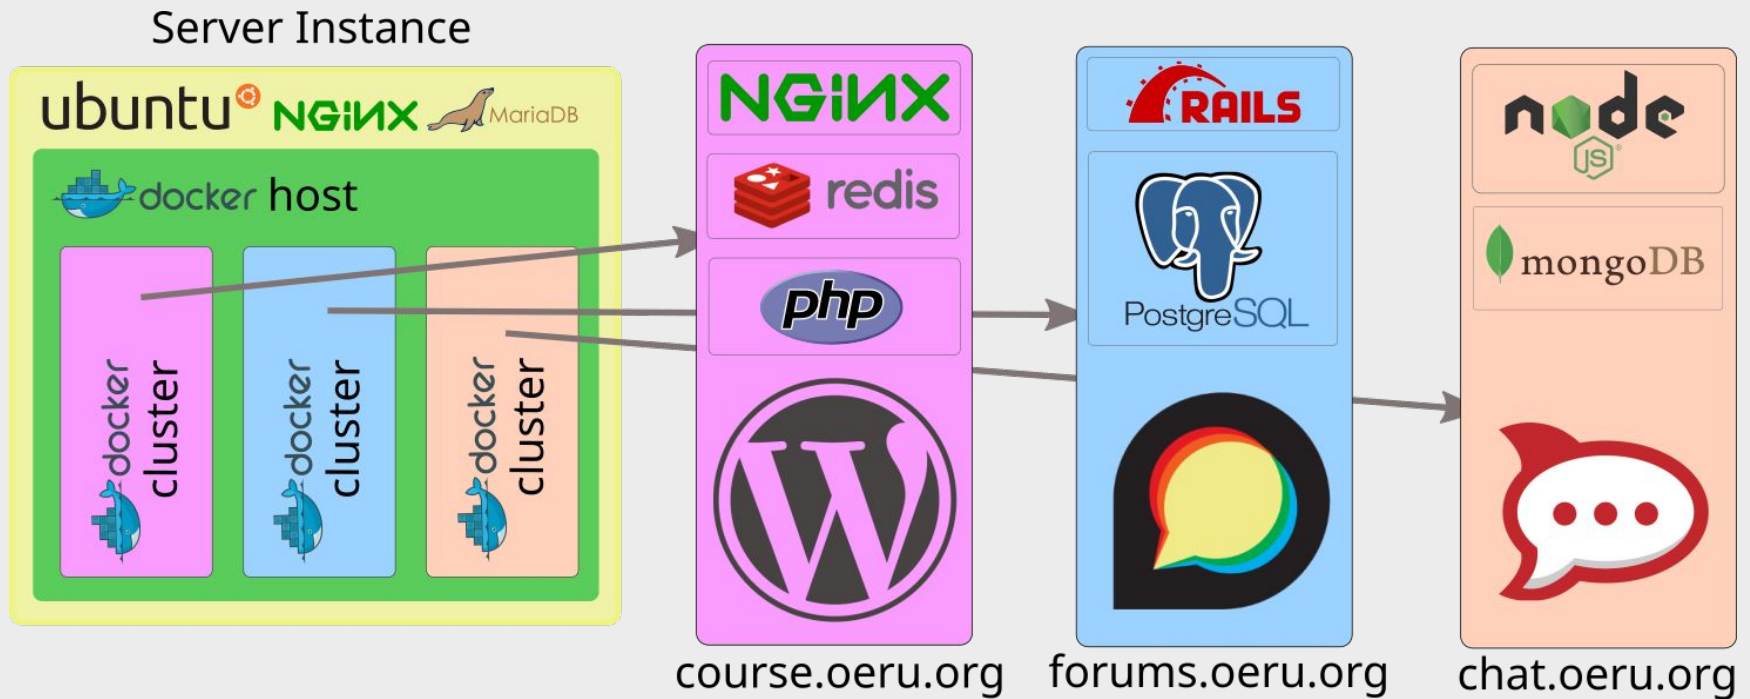 Server Instance
ubuntu NGiNX MariaDB
docker host
docker
cluster
docker
cluster
docker
cluster
NGiNX
redis
php
W
course.oeru.org
RAILS
PostgreSQL
forums.oeru.org
node
JS
mongoDB
chat.oeru.org